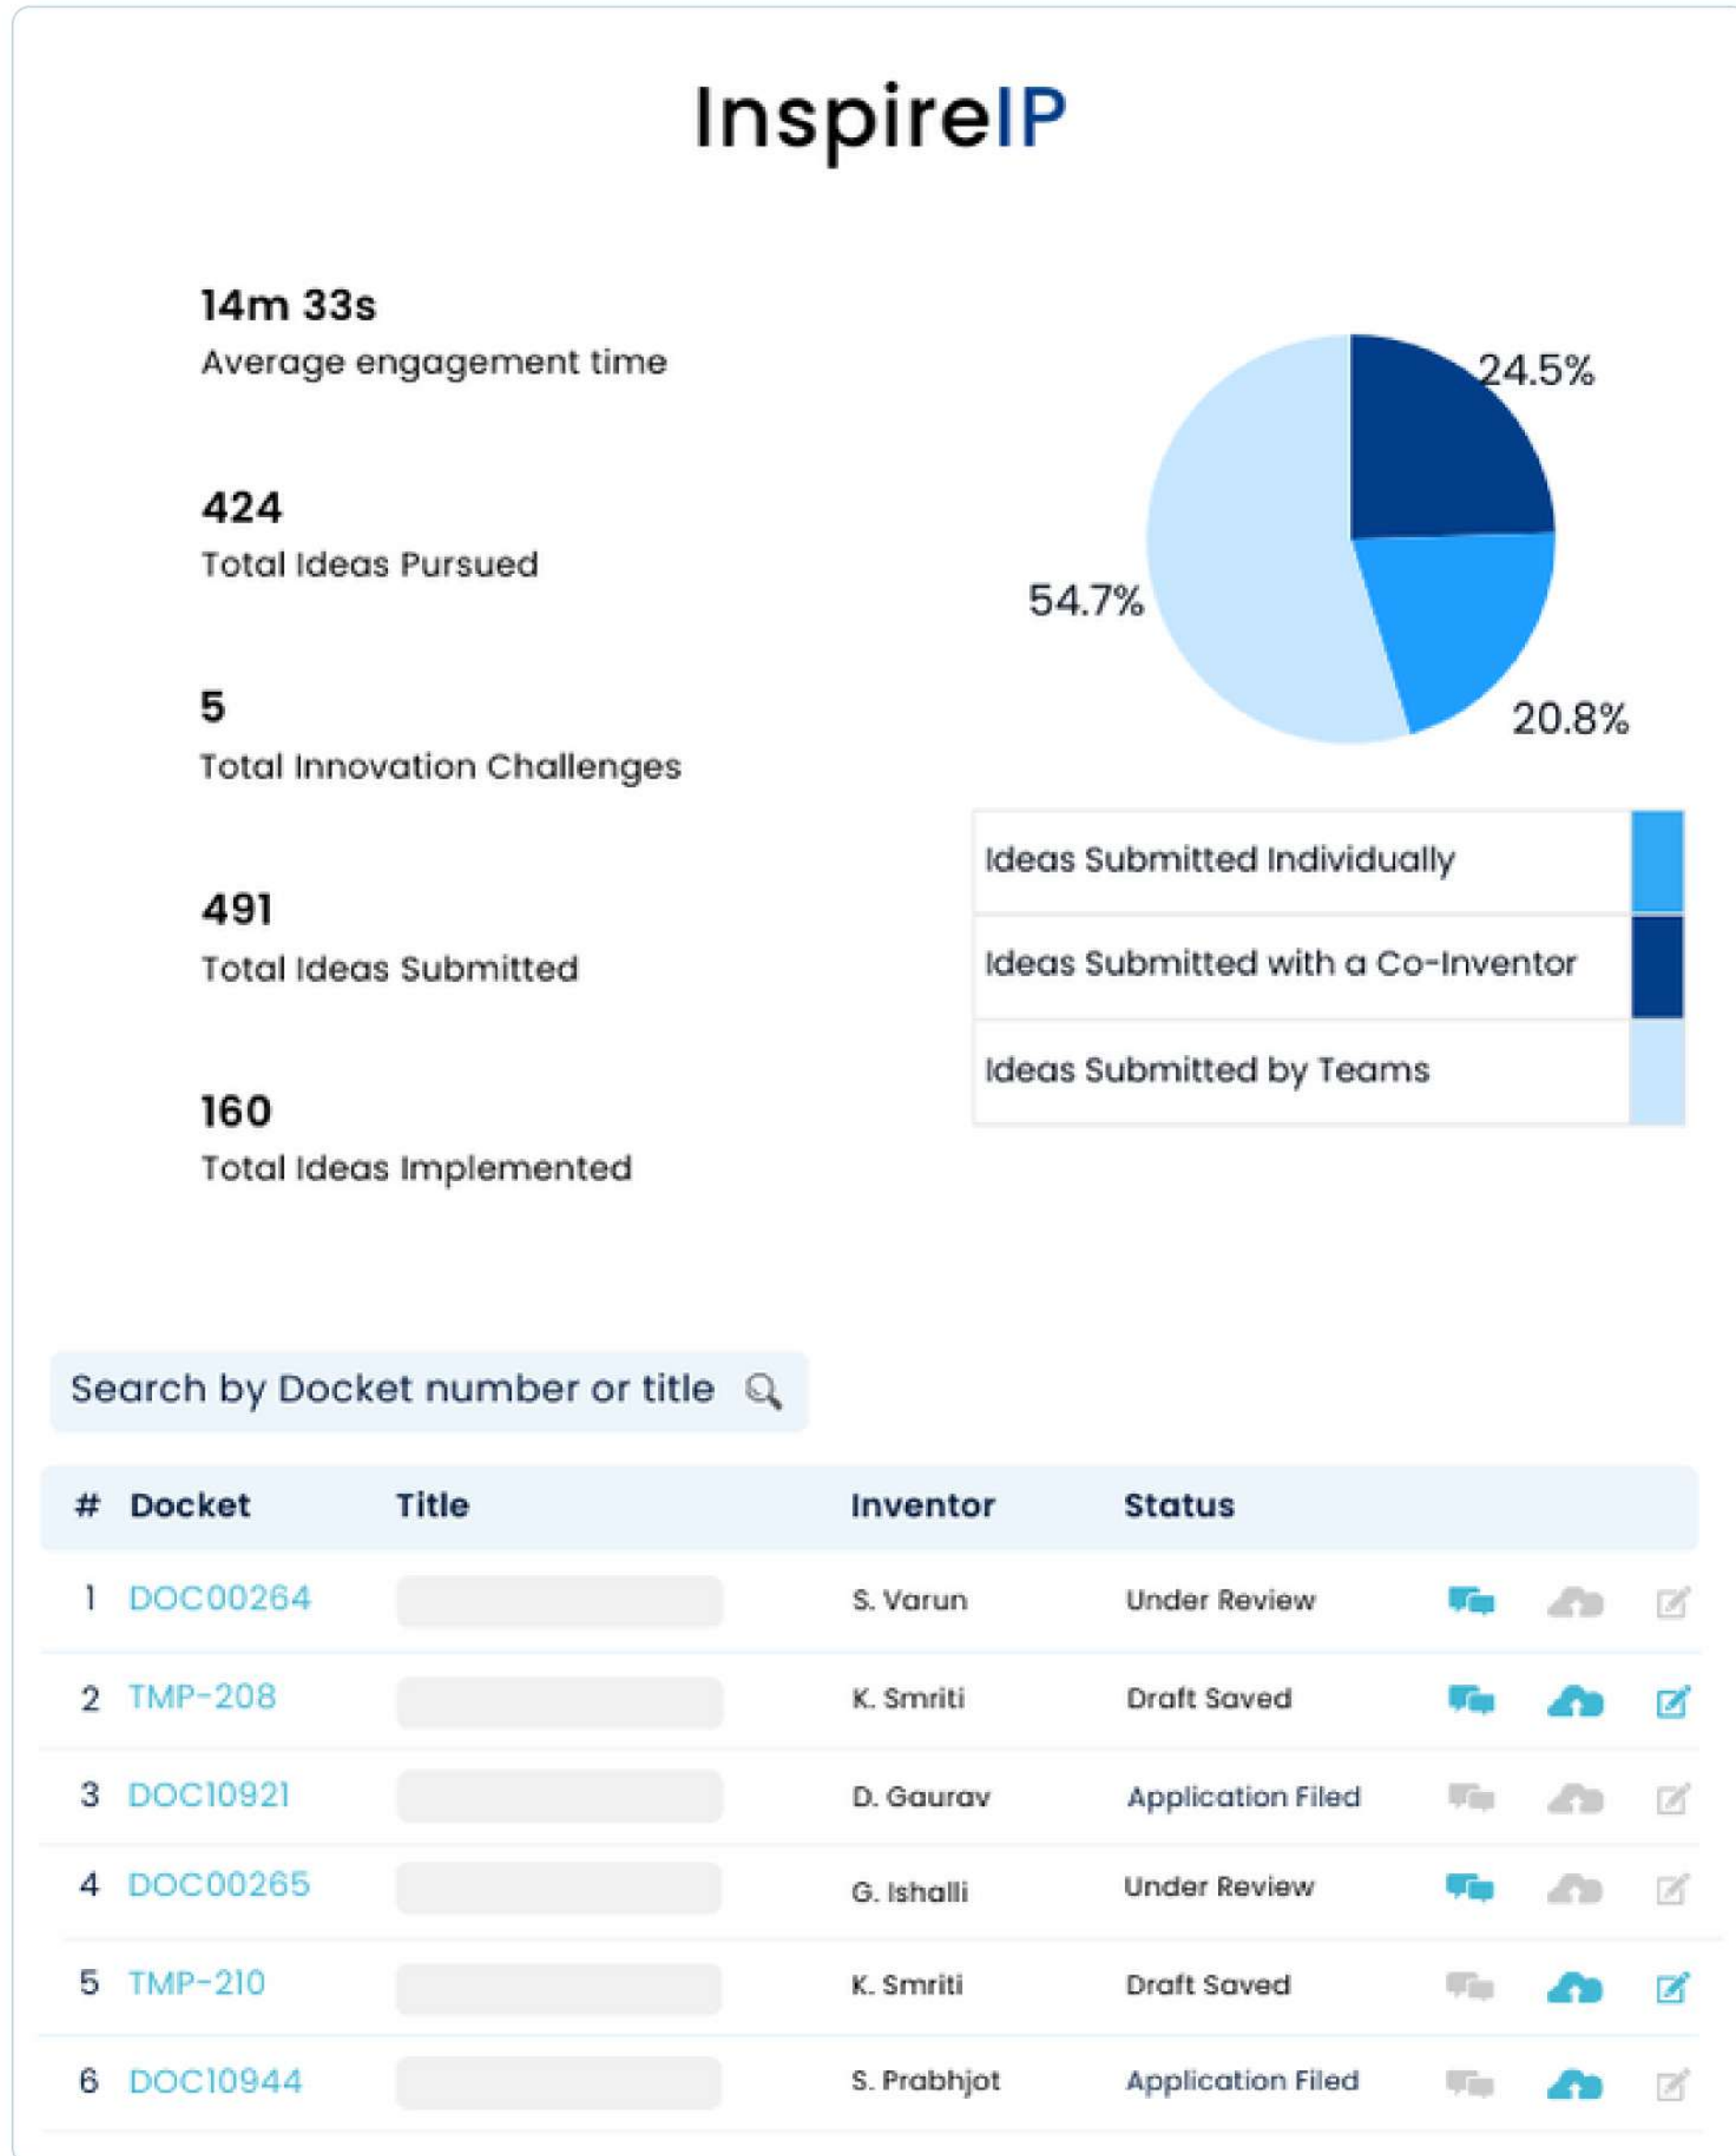 InspireIP
14m 33s
Average engagement time
424
Total Ideas Pursued
5
Total Innovation Challenges
491
Total Ideas Submitted
160
Total Ideas Implemented
24.5%
54.7%
20.8%
Ideas Submitted Individually
Ideas Submitted with a Co-Inventor
Ideas Submitted by Teams
Search by Docket number or title
# Docket Title Inventor Status
1 DOC00264 S. Varun Under Review
2 TMP-208 K. Smriti Draft Saved
3 DOC10921 D. Gaurav Application Filed
4 DOC00265 G. Ishalli Under Review
5 TMP-210 K. Smriti Draft Saved
6 DOC10944 S. Prabhjot Application Filed